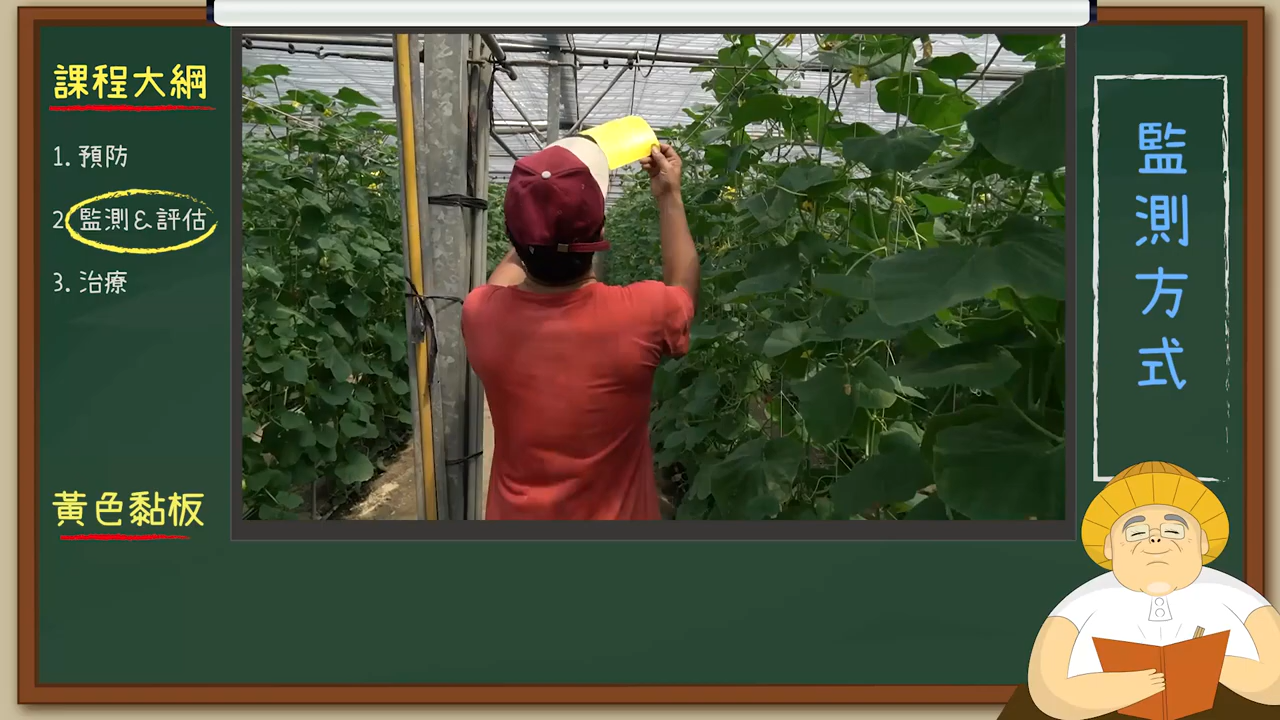 課程大綱
1. 預防
2. 監測&評估
3. 治療
黃色黏板
監測方式